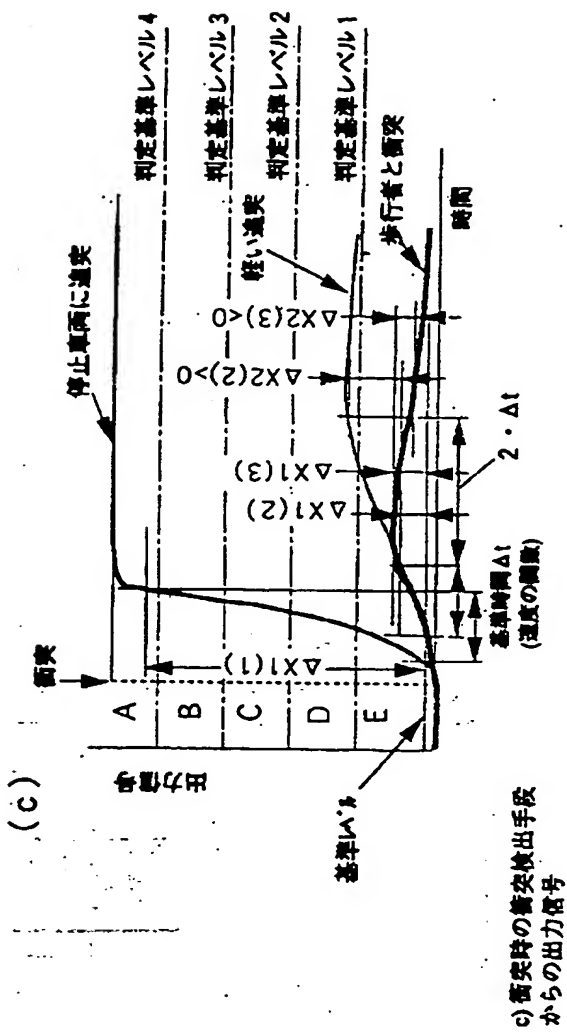 (c)
衝突
停止車両に追突
判定基準レベル4
判定基準レベル3
判定基準レベル2
判定基準レベル1
出力信号
A
B
C
D
E
ΔX1(1)
ΔX1(2)
ΔX1(3)
ΔX2(2)>0
ΔX2(3)<0
軽い追突
歩行者と衝突
時間
基準レベル
基準時間Δt
(速度の関数)
2・Δt
c) 衝突時の衝突検出手段
からの出力信号